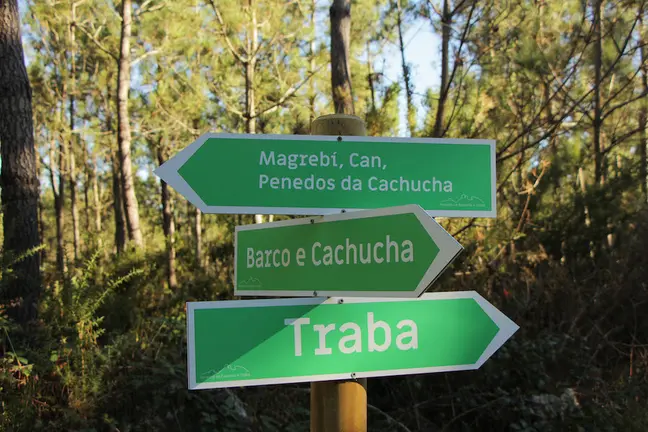 Magrebí, Can,
Penedos da Cachucha
Barco e Cachucha
Traba